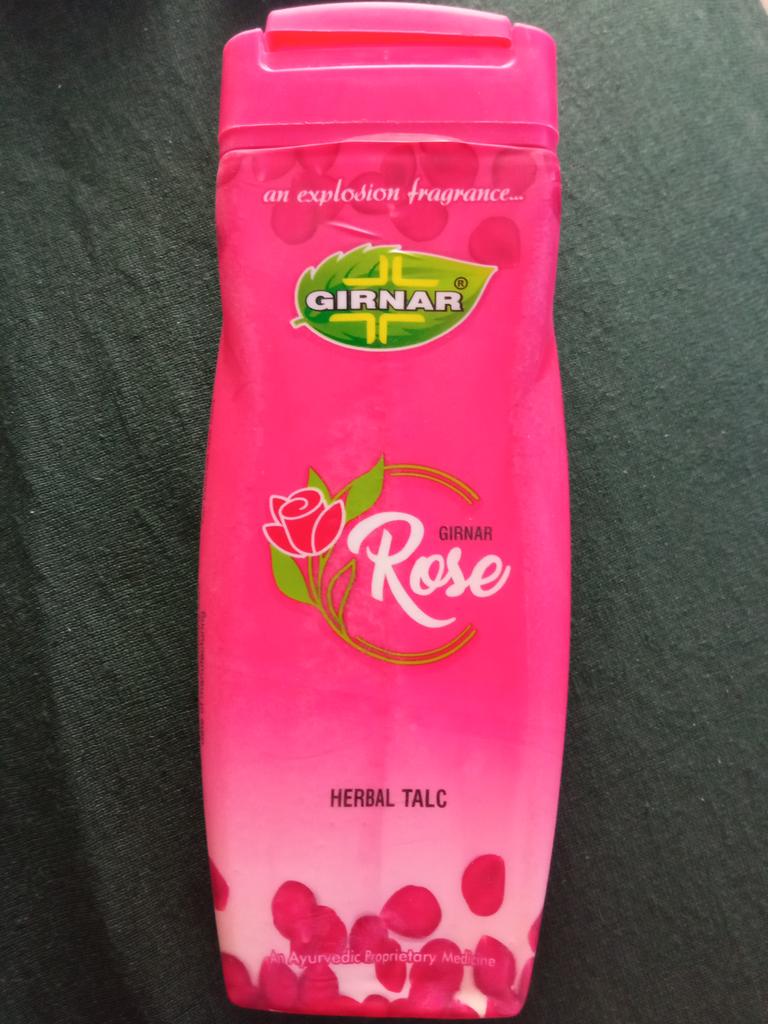 an explosion fragrance...
GIRNAR®
GIRNAR
Rose
HERBAL TALC
An Ayurvedic Proprietary Medicine